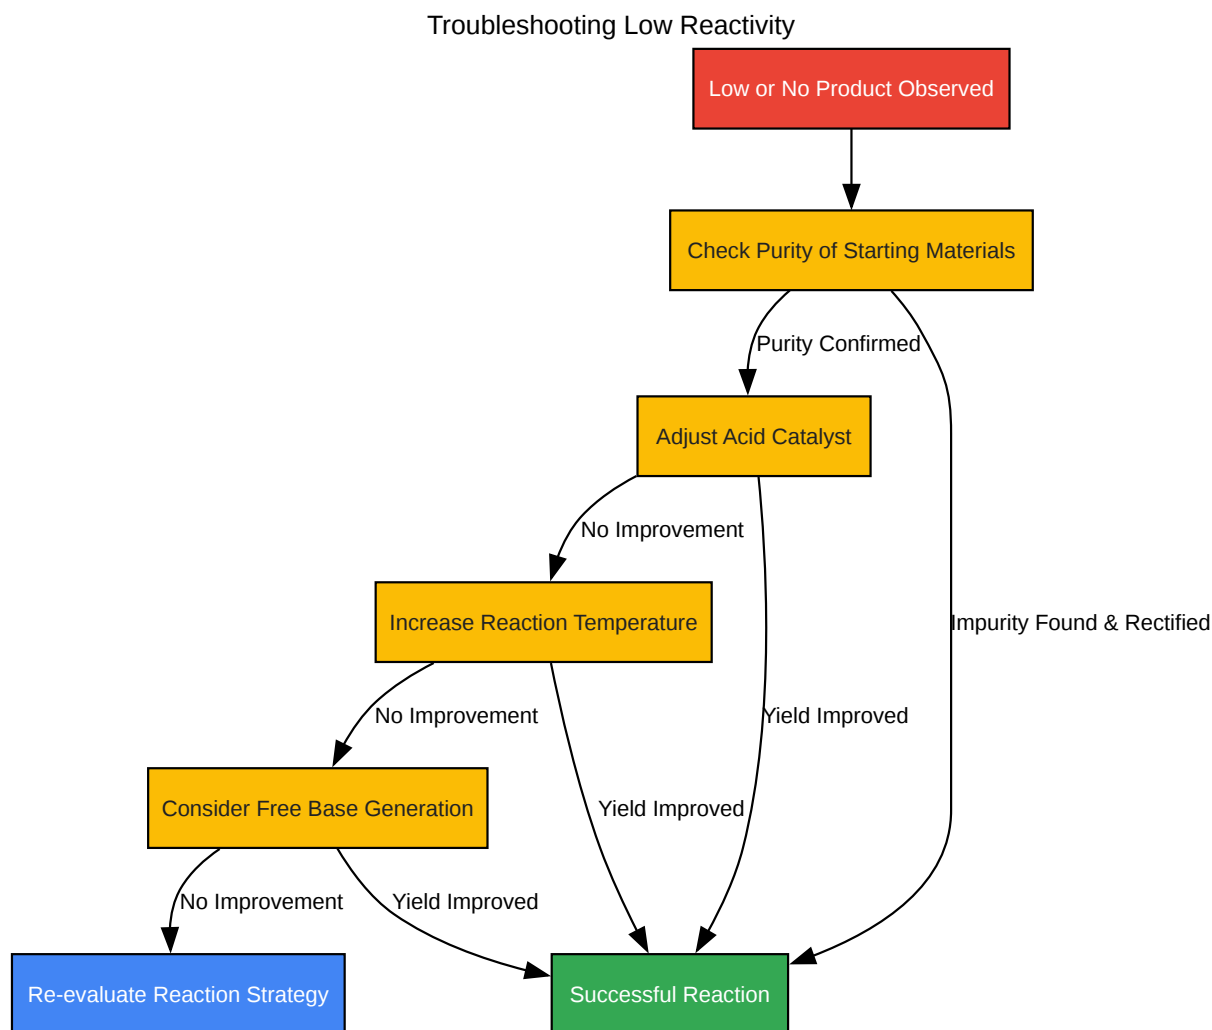 Troubleshooting Low Reactivity
Low or No Product Observed
Check Purity of Starting Materials
Purity Confirmed
Adjust Acid Catalyst
No Improvement
Increase Reaction Temperature
Impurity Found & Rectified
No Improvement
Yield Improved
Consider Free Base Generation
Yield Improved
No Improvement
Yield Improved
Re-evaluate Reaction Strategy
Successful Reaction